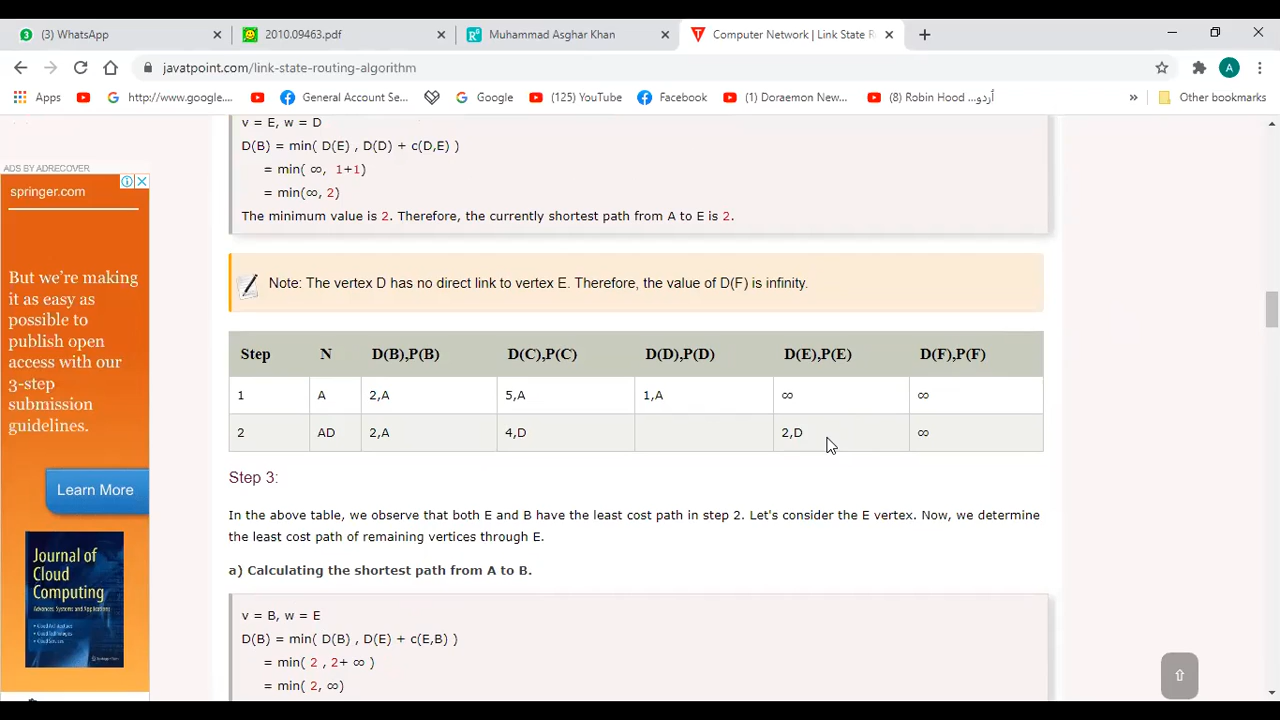 (3) WhatsApp
2010.09463.pdf
Muhammad Asghar Khan
Computer Network | Link State R
javatpoint.com/link-state-routing-algorithm
A
Apps
http://www.google....
General Account Se...
Google
(125) YouTube
Facebook
(1) Doraemon New...
(8) Robin Hood ...أردو
Other bookmarks
v = E, w = D
D(B) = min( D(E) , D(D) + c(D,E) )
= min( ∞, 1+1)
= min(∞, 2)
The minimum value is 2. Therefore, the currently shortest path from A to E is 2.
ADS BY ADRECOVER
springer.com
But we're making
it as easy as
possible to
publish open
access with our
3-step
submission
guidelines.
Learn More
Journal of
Cloud
Computing
Advances, Systems and Applications
Note: The vertex D has no direct link to vertex E. Therefore, the value of D(F) is infinity.
Step N D(B),P(B) D(C),P(C) D(D),P(D) D(E),P(E) D(F),P(F)
1 A 2,A 5,A 1,A ∞ ∞
2 AD 2,A 4,D 2,D ∞
Step 3:
In the above table, we observe that both E and B have the least cost path in step 2. Let's consider the E vertex. Now, we determine
the least cost path of remaining vertices through E.
a) Calculating the shortest path from A to B.
v = B, w = E
D(B) = min( D(B) , D(E) + c(E,B) )
= min( 2 , 2+ ∞ )
= min( 2, ∞)